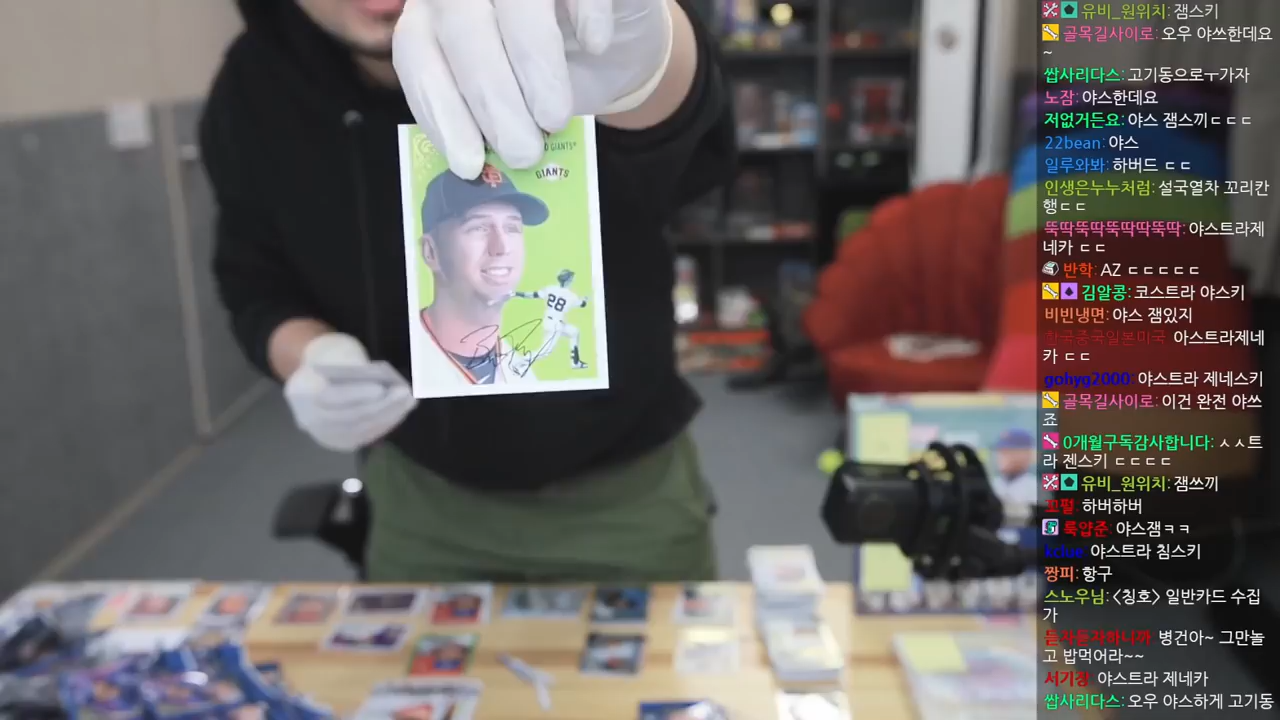 GIANTS
GIANTS
28
유비_원위치: 잼스키
골목길사이로: 오우 야쓰한데요
~
쌉사리다스: 고기동으로ㅜ가자
노잠: 야스한데요
저없거든요: 야스 잼스끼ㄷㄷㄷ
22bean: 야스
일루와봐: 하버드 ㄷㄷ
인생은누누처럼: 설국열차 꼬리칸
행ㄷㄷ
뚝딱뚝딱뚝딱딱뚝딱: 야스트라제
네카 ㄷㄷ
반학: AZ ㄷㄷㄷㄷㄷ
김알콩: 코스트라 야스키
비빈냉면: 야스 잼있지
한국중국일본미국 야스트라제네
카 ㄷㄷ
gohyg2000: 야스트라 제네스키
골목길사이로: 이건 완전 야쓰
죠
0개월구독감사합니다: ㅅㅅ트
라 젠스키 ㄷㄷㄷㄷ
유비_원위치: 잼쓰끼
꼬펄: 하버하버
룩얍준: 야스잼ㅋㅋ
kclue 야스트라 침스키
짱피: 항구
스노우님: <칭호> 일반카드 수집
가
병건아~ 그만놀
고 밥먹어라~~
서기장 야스트라 제네카
쌉사리다스: 오우 야스하게 고기동